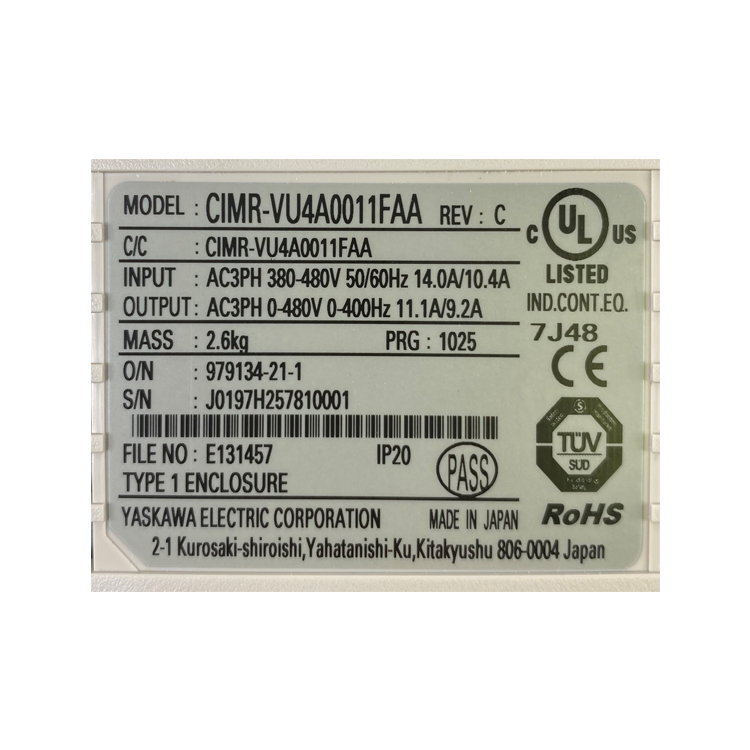 MODEL : CIMR-VU4A0011FAA REV : C
C/C : CIMR-VU4A0011FAA
INPUT : AC3PH 380-480V 50/60Hz 14.0A/10.4A
OUTPUT : AC3PH 0-480V 0-400Hz 11.1A/9.2A
MASS : 2.6kg PRG : 1025
O/N : 979134-21-1
S/N : J0197H257810001
FILE NO : E131457 IP20
TYPE 1 ENCLOSURE
PASS
YASKAWA ELECTRIC CORPORATION MADE IN JAPAN
2-1 Kurosaki-shiroishi,Yahatanishi-Ku,Kitakyushu 806-0004 Japan
C UL US
LISTED
IND.CONT.EQ.
7J48
CE
TÜV
SUD
RoHS